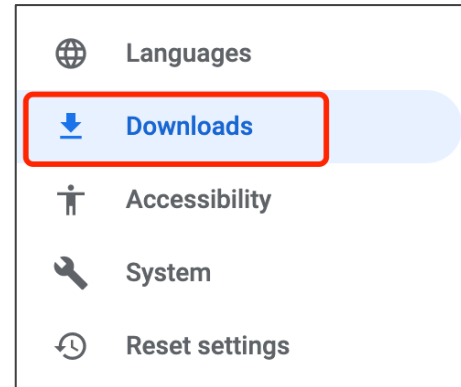 Languages
Downloads
Accessibility
System
Reset settings